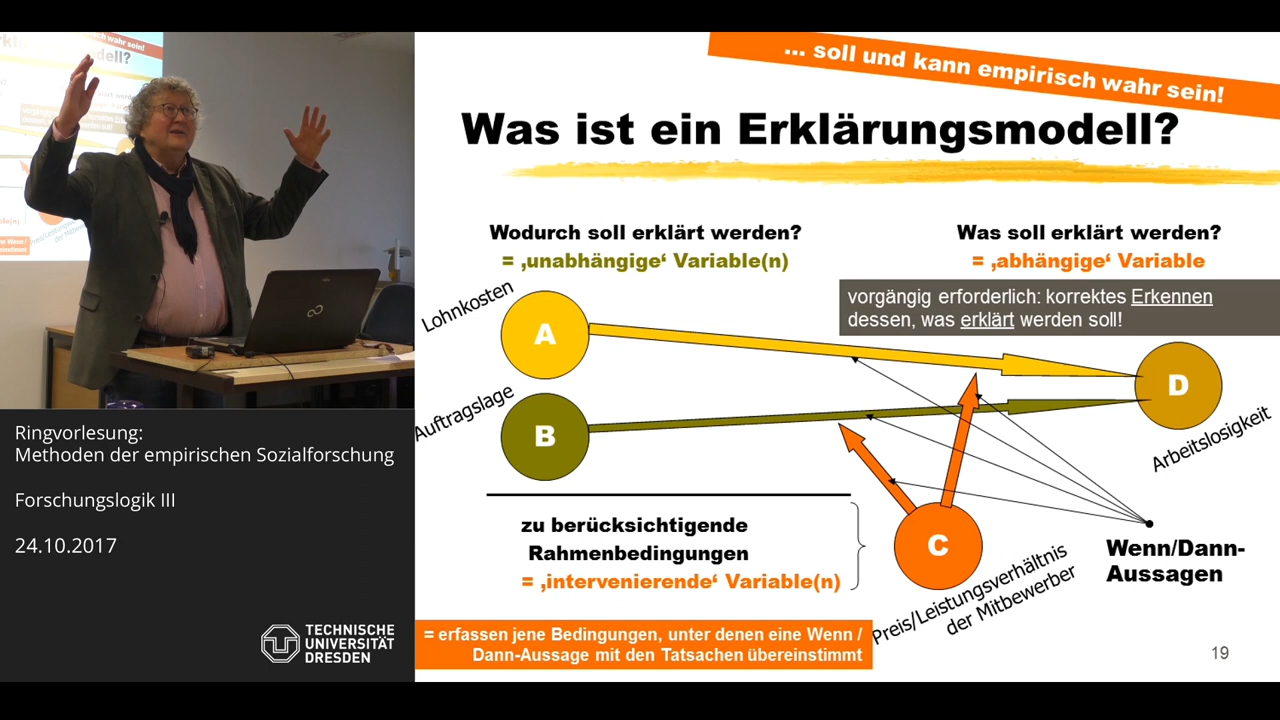 ... soll und kann empirisch wahr sein!
Was ist ein Erklärungsmodell?
Wodurch soll erklärt werden?
= ‚unabhängige‘ Variable(n)
Was soll erklärt werden?
= ‚abhängige‘ Variable
vorgängig erforderlich: korrektes Erkennen
dessen, was erklärt werden soll!
Lohnkosten
A
Auftragslage
B
D
Arbeitslosigkeit
zu berücksichtigende
Rahmenbedingungen
= ‚intervenierende‘ Variable(n)
C
Preis/Leistungsverhältnis
der Mitbewerber
Wenn/Dann-
Aussagen
= erfassen jene Bedingungen, unter denen eine Wenn /
Dann-Aussage mit den Tatsachen übereinstimmt
19
Ringvorlesung:
Methoden der empirischen Sozialforschung
Forschungslogik III
24.10.2017
TECHNISCHE
UNIVERSITÄT
DRESDEN